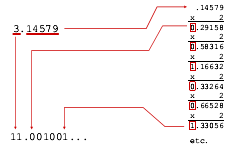 3.14579
.14579
x 2
0.29158
x 2
0.58316
x 2
1.16632
x 2
0.33264
x 2
0.66528
x 2
1.33056
etc.
11.001001...